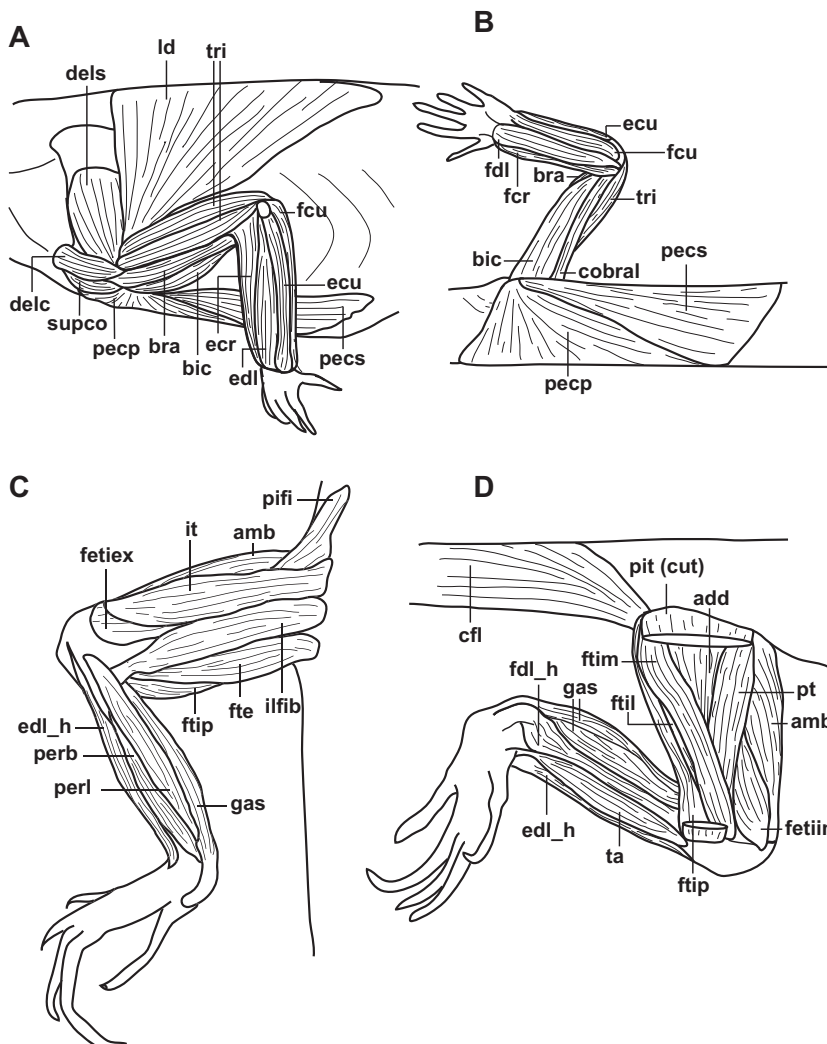 A
ld
tri
dels
fcu
ecu
delc
supco
pecp
bra
bic
ecr
edl
pecs
B
ecu
fcu
fdl
bra
fcr
tri
bic
cobral
pecs
pecp
C
pifi
it
amb
fetiex
edl_h
perb
perl
ftip
fte
ilfib
gas
D
pit (cut)
add
cfl
ftim
fdl_h
gas
pt
ftil
amb
edl_h
ta
fetiin
ftip